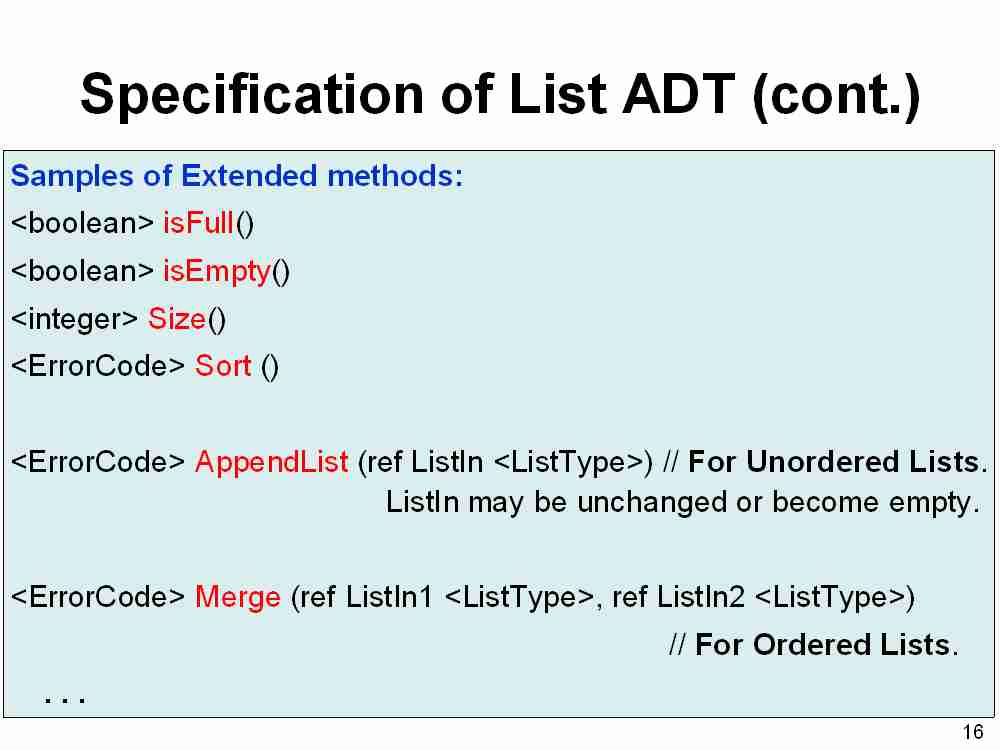 Specification of List ADT (cont.)
Samples of Extended methods:
<boolean> isFull()
<boolean> isEmpty()
<integer> Size()
<ErrorCode> Sort ()
<ErrorCode> AppendList (ref ListIn <ListType>) // For Unordered Lists.
ListIn may be unchanged or become empty.
<ErrorCode> Merge (ref ListIn1 <ListType>, ref ListIn2 <ListType>)
// For Ordered Lists.
. . .
16